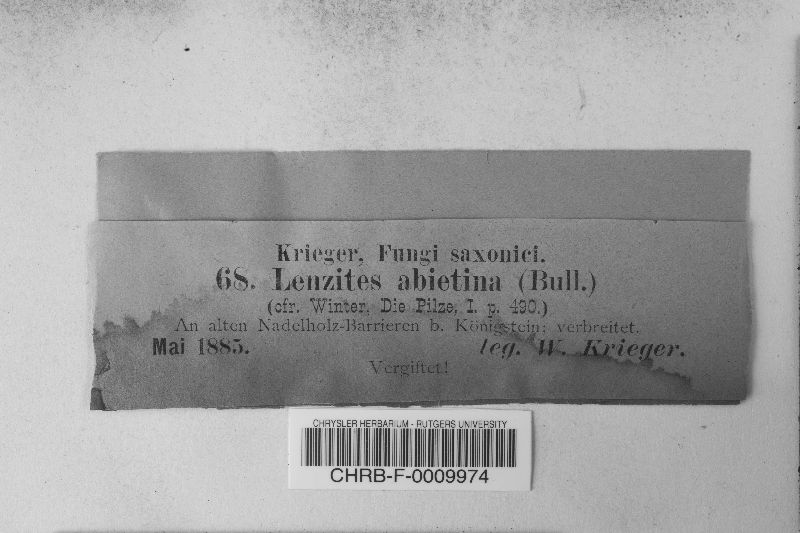 Krieger, Fungi saxonici.
68. Lenzites abietina (Bull.)
(cfr. Winter, Die Pilze, I. p. 490.)
An alten Nadelholz-Barrieren b. Königstein; verbreitet.
Mai 1885. leg. W. Krieger.
Vergiftet!
CHRYSLER HERBARIUM - RUTGERS UNIVERSITY
CHRB-F-0009974